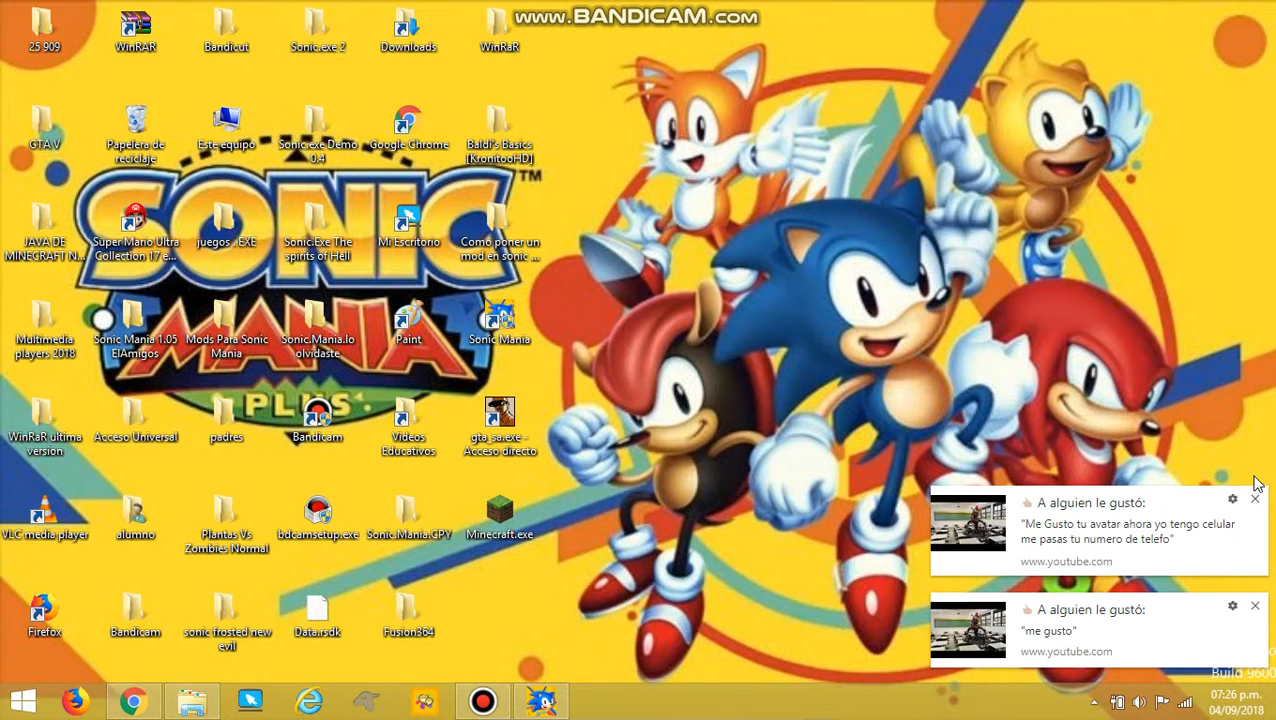 www.BANDICAM.com
25 909
WinRAR
Bandicut
Sonic.exe 2
Downloads
WinRaR
GTA V
Papelera de
reciclaje
Este equipo
Sonic.exe Demo
0.4
Google Chrome
Baldi's Basics
[KronitooHD]
SONIC
TM
MANIA
PLUS
JAVA DE
MINECRAFT N...
Super Mario Ultra
Collection 17 e...
juegos .EXE
Sonic.Exe The
spirits of Hell
Mi Escritorio
Como poner un
mod en sonic ...
Multimedia
players 2018
Sonic Mania 1.05
ElAmigos
Mods Para Sonic
Mania
Sonic.Mania.lo
olvidaste
Paint
Sonic Mania
WinRaR ultima
version
Acceso Universal
padres
Bandicam
Videos
Educativos
gta_sa.exe -
Acceso directo
VLC media player
alumno
Plantas Vs
Zombies Normal
bdcamsetup.exe
Sonic.Mania.CPY
Minecraft.exe
Firefox
Bandicam
sonic frosted new
evil
Data.rsdk
Fusion364
A alguien le gustó:
"Me Gusto tu avatar ahora yo tengo celular
me pasas tu numero de telefo"
www.youtube.com
A alguien le gustó:
"me gusto"
www.youtube.com
Build 9600
07:26 p.m.
04/09/2018